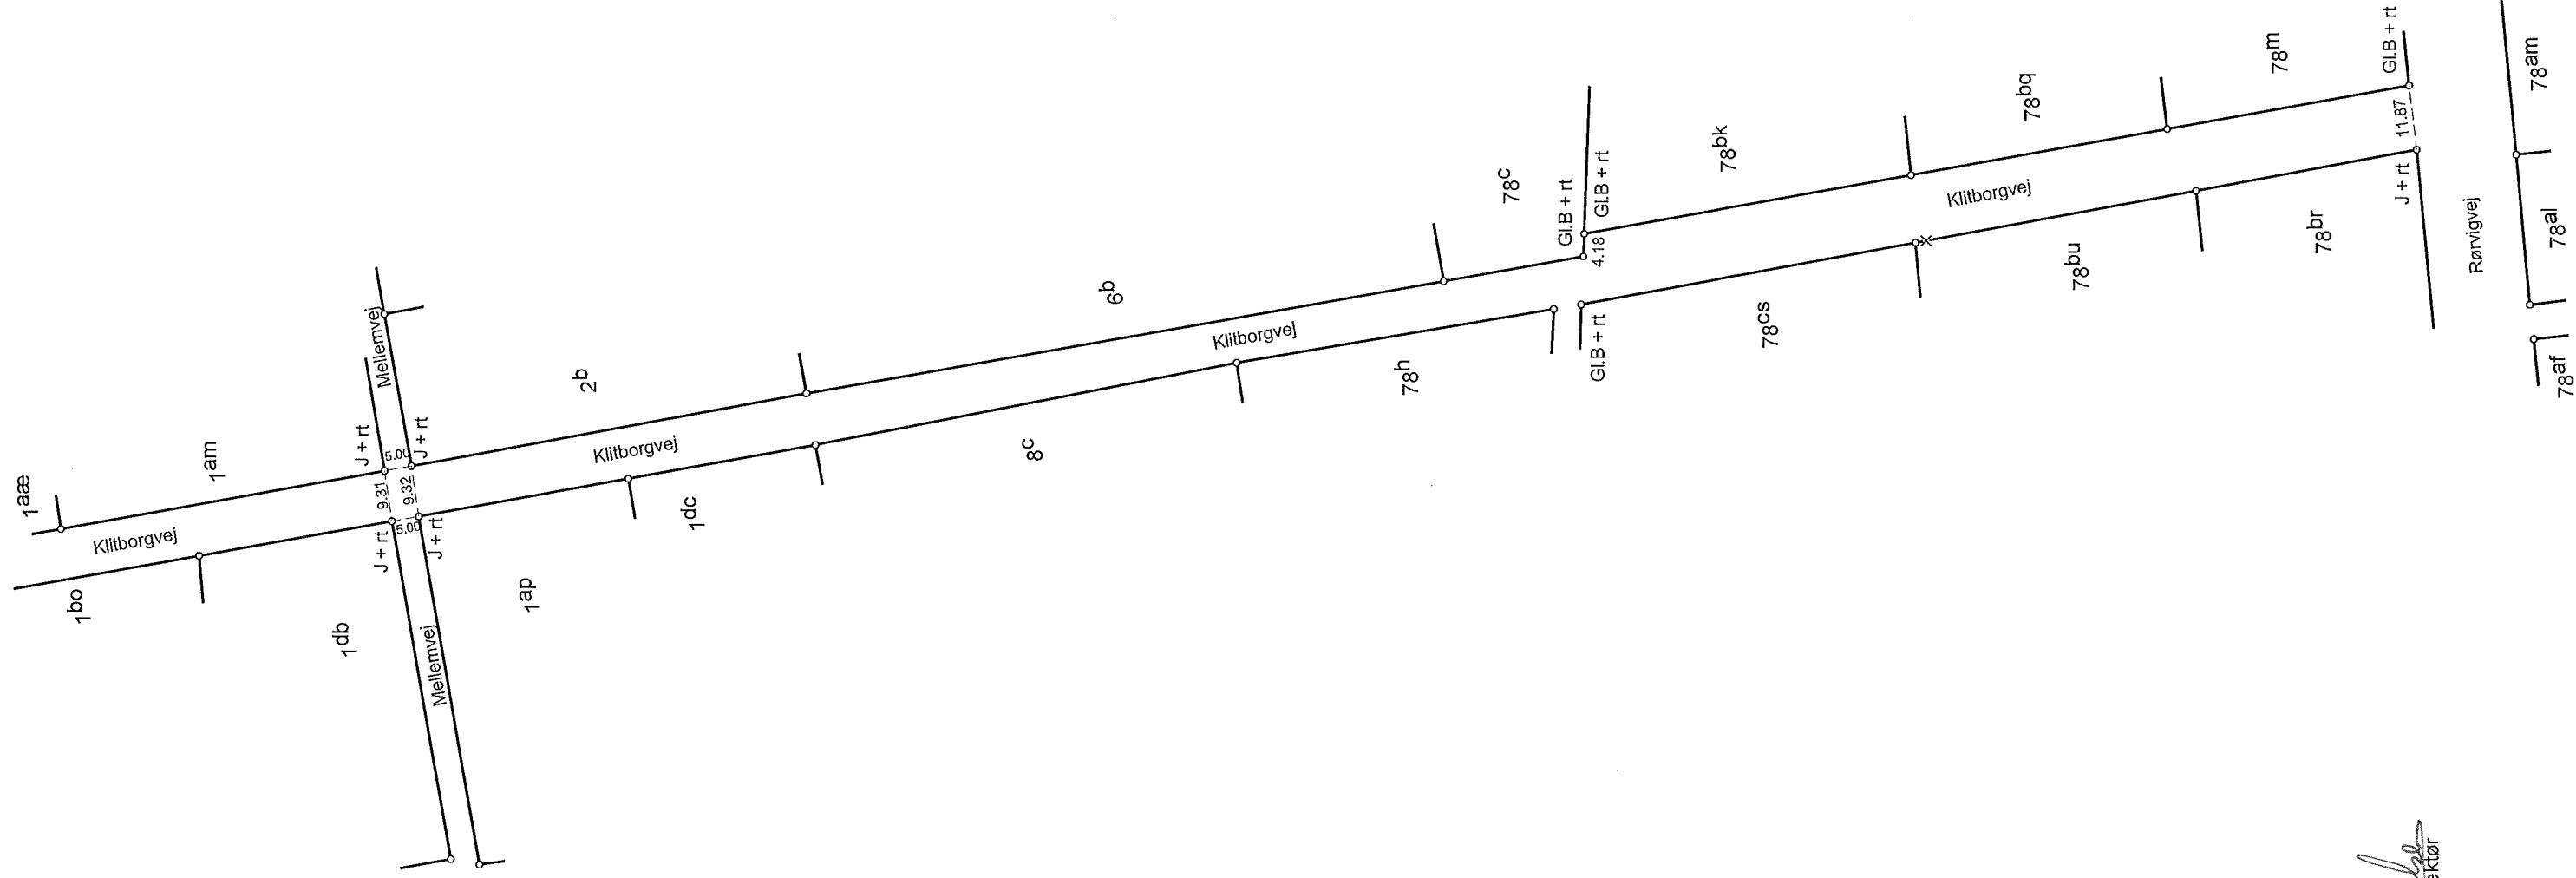 1aæ
1am
Klitborgvej
1bo
1db
J + rt
J + rt
5.00
9.31
9.32
5.00
J + rt
J + rt
Mellemvej
Mellemvej
1ap
2b
Klitborgvej
1dc
8c
6b
Klitborgvej
78h
78c
Gl.B + rt
Gl.B + rt
4.18
Gl.B + rt
78bk
78cs
78bq
Klitborgvej
78bu
78m
78br
Gl.B + rt
11.87
J + rt
Rørvigvej
78am
78al
78af
ektør